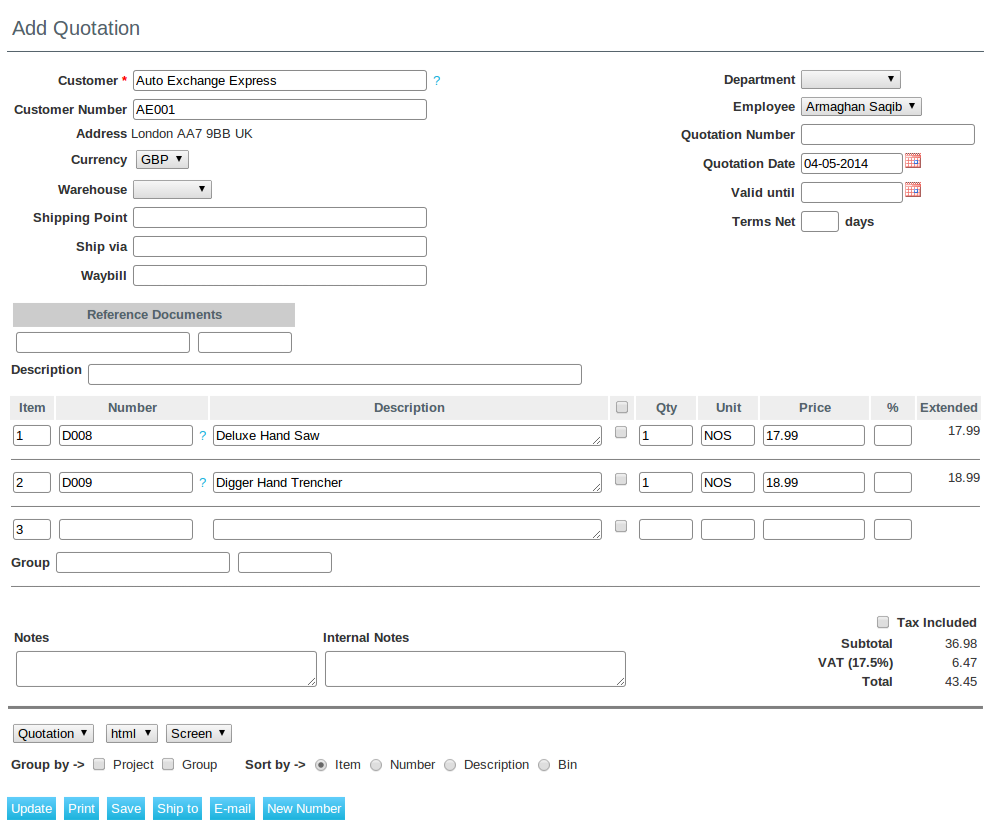 Add Quotation
Customer * Auto Exchange Express ?
Customer Number AE001
Address London AA7 9BB UK
Currency GBP
Warehouse
Shipping Point
Ship via
Waybill
Department
Employee Armaghan Saqib
Quotation Number
Quotation Date 04-05-2014
Valid until
Terms Net days
Reference Documents
Description
Item Number Description Qty Unit Price % Extended
1 D008 ? Deluxe Hand Saw 1 NOS 17.99 17.99
2 D009 ? Digger Hand Trencher 1 NOS 18.99 18.99
3
Group
Tax Included
Notes Internal Notes
Subtotal 36.98
VAT (17.5%) 6.47
Total 43.45
Quotation html Screen
Group by -> Project Group Sort by -> Item Number Description Bin
Update Print Save Ship to E-mail New Number